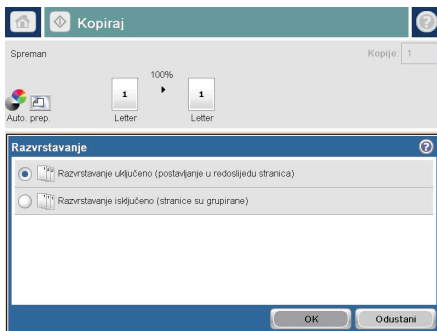 Kopiraj
Spreman
Kopije: 1
100%
1
1
Auto. prep.
Letter
Letter
Razvrstavanje
Razvrstavanje uključeno (postavljanje u redoslijedu stranica)
Razvrstavanje isključeno (stranice su grupirane)
OK
Odustani